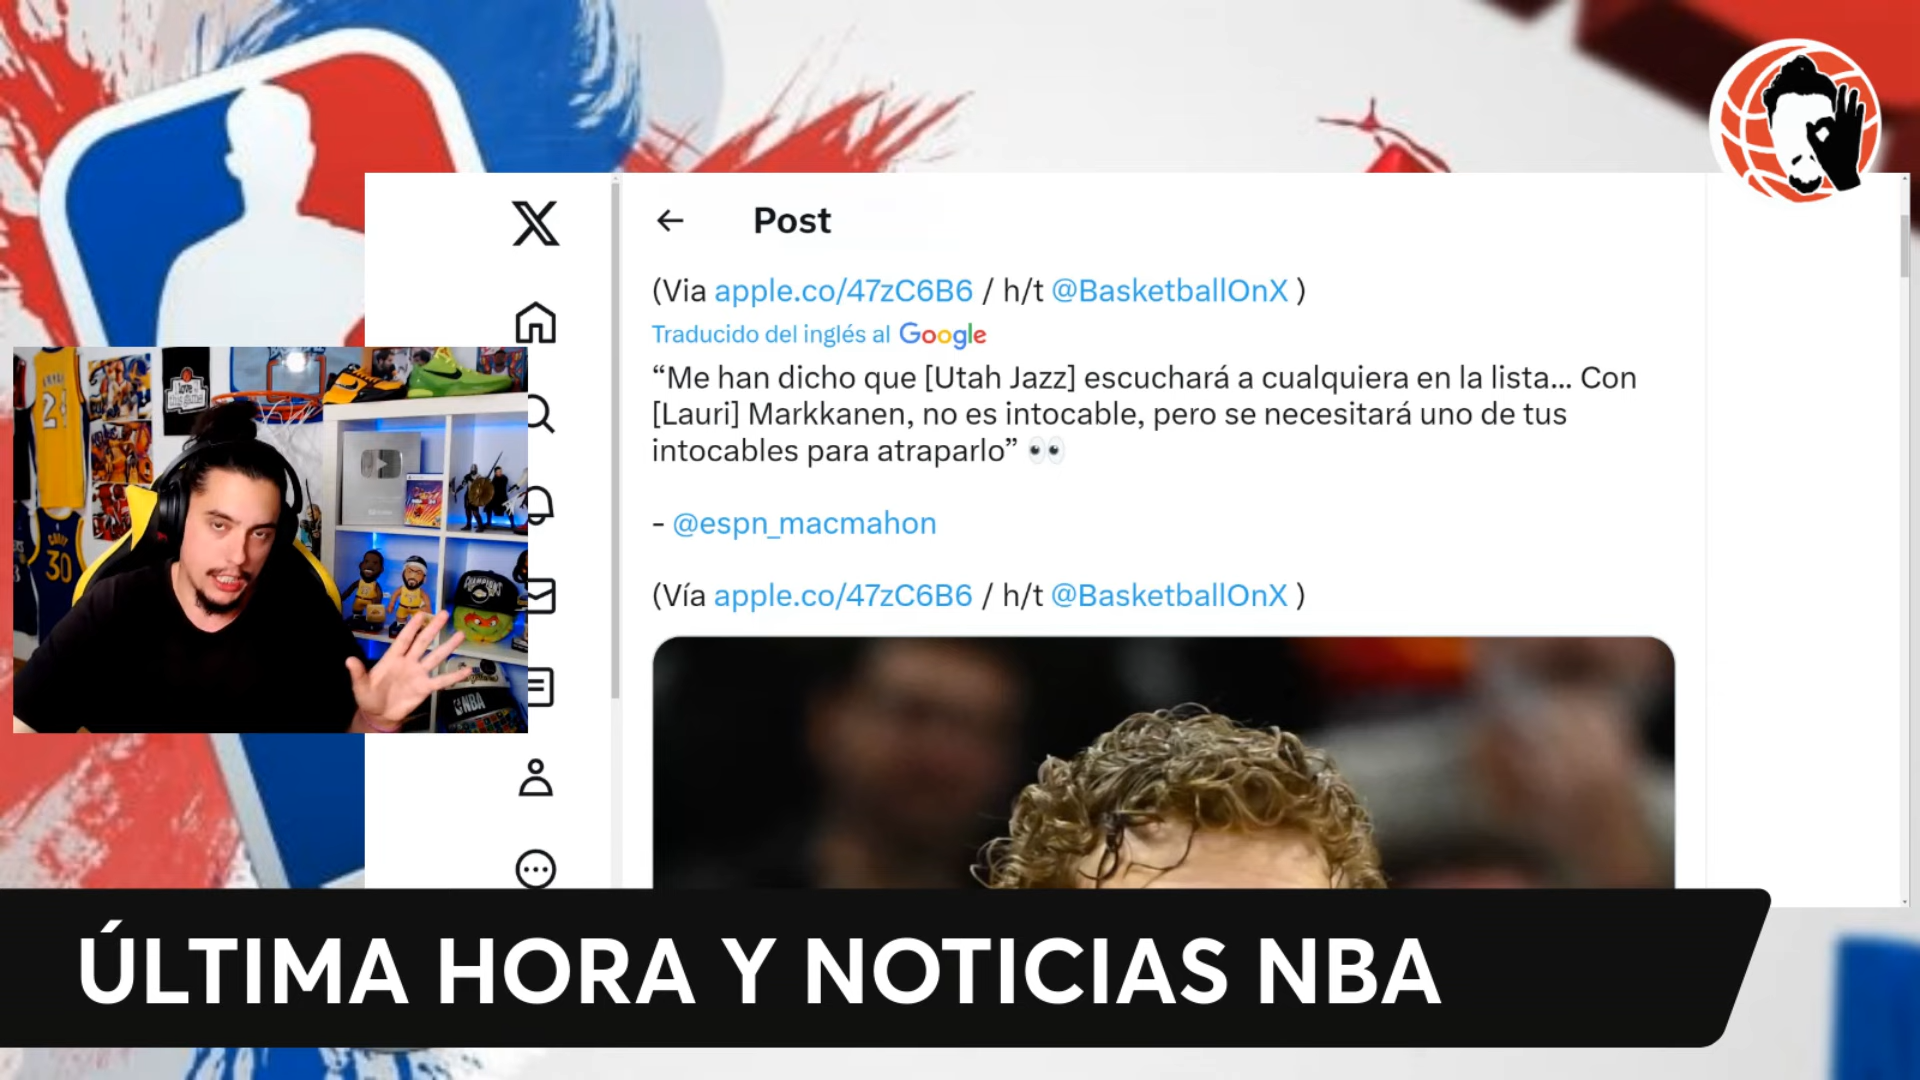 Post
(Via apple.co/47zC6B6 / h/t @BasketballOnX )
Traducido del inglés al Google
“Me han dicho que [Utah Jazz] escuchará a cualquiera en la lista... Con
[Lauri] Markkanen, no es intocable, pero se necesitará uno de tus
intocables para atraparlo” 👀
- @espn_macmahon
(Vía apple.co/47zC6B6 / h/t @BasketballOnX )
30
NBA
ÚLTIMA HORA Y NOTICIAS NBA